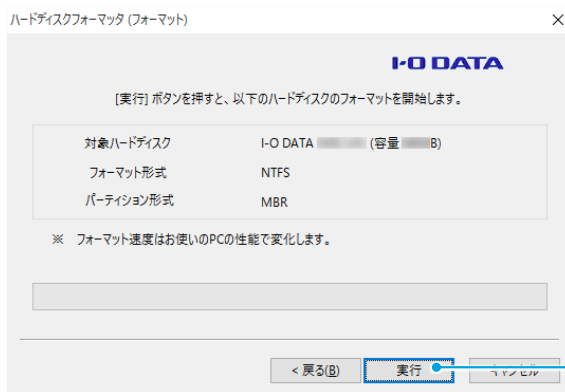 ハードディスクフォーマッタ (フォーマット)
I-O DATA
[実行] ボタンを押すと、以下のハードディスクのフォーマットを開始します。
対象ハードディスク I-O DATA (容量 B)
フォーマット形式 NTFS
パーティション形式 MBR
※ フォーマット速度はお使いのPCの性能で変化します。
< 戻る(B) 実行 キャンセル